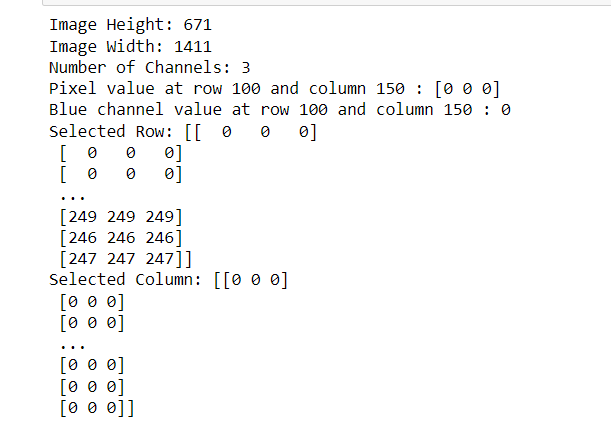 Image Height: 671
Image Width: 1411
Number of Channels: 3
Pixel value at row 100 and column 150 : [0 0 0]
Blue channel value at row 100 and column 150 : 0
Selected Row: [[  0   0   0]
 [  0   0   0]
 [  0   0   0]
 ...
 [249 249 249]
 [246 246 246]
 [247 247 247]]
Selected Column: [[0 0 0]
 [0 0 0]
 [0 0 0]
 ...
 [0 0 0]
 [0 0 0]
 [0 0 0]]